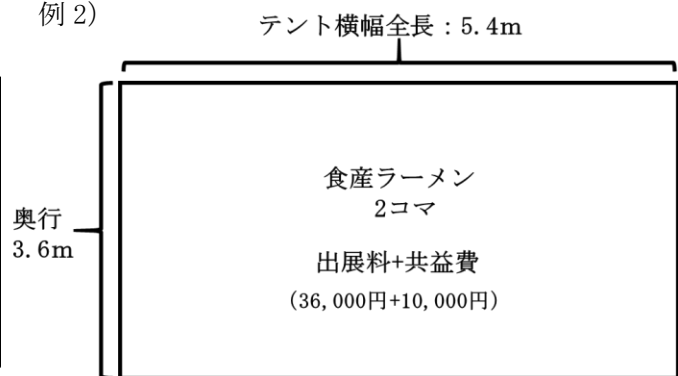 例 2)
テント横幅全長：5.4m
奥行
3.6m
食産ラーメン
2コマ
出展料+共益費
（36,000円+10,000円）